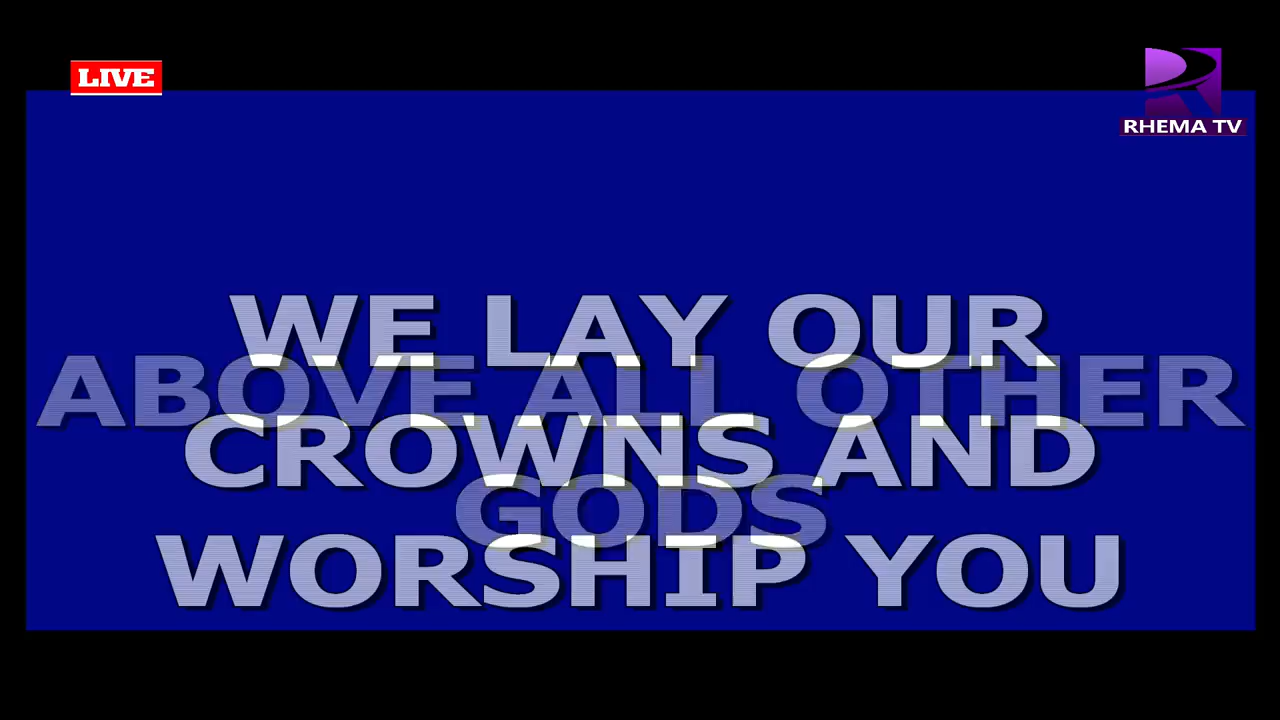 LIVE
RHEMA TV
WE LAY OUR
ABOVE ALL OTHER
CROWNS AND
GODS
WORSHIP YOU